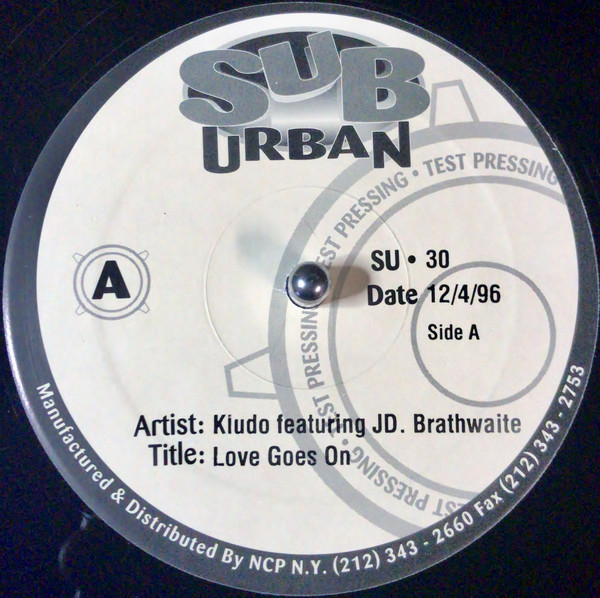 SUB
URBAN
TEST PRESSING • TEST PRESSING • TEST PRESSING • TEST PRESSING
A
SU • 30
Date 12/4/96
Side A
Artist: Kludo featuring JD. Brathwaite
Title: Love Goes On
Manufactured & Distributed By NCP N.Y. (212) 343 - 2660 Fax (212) 343 - 2753